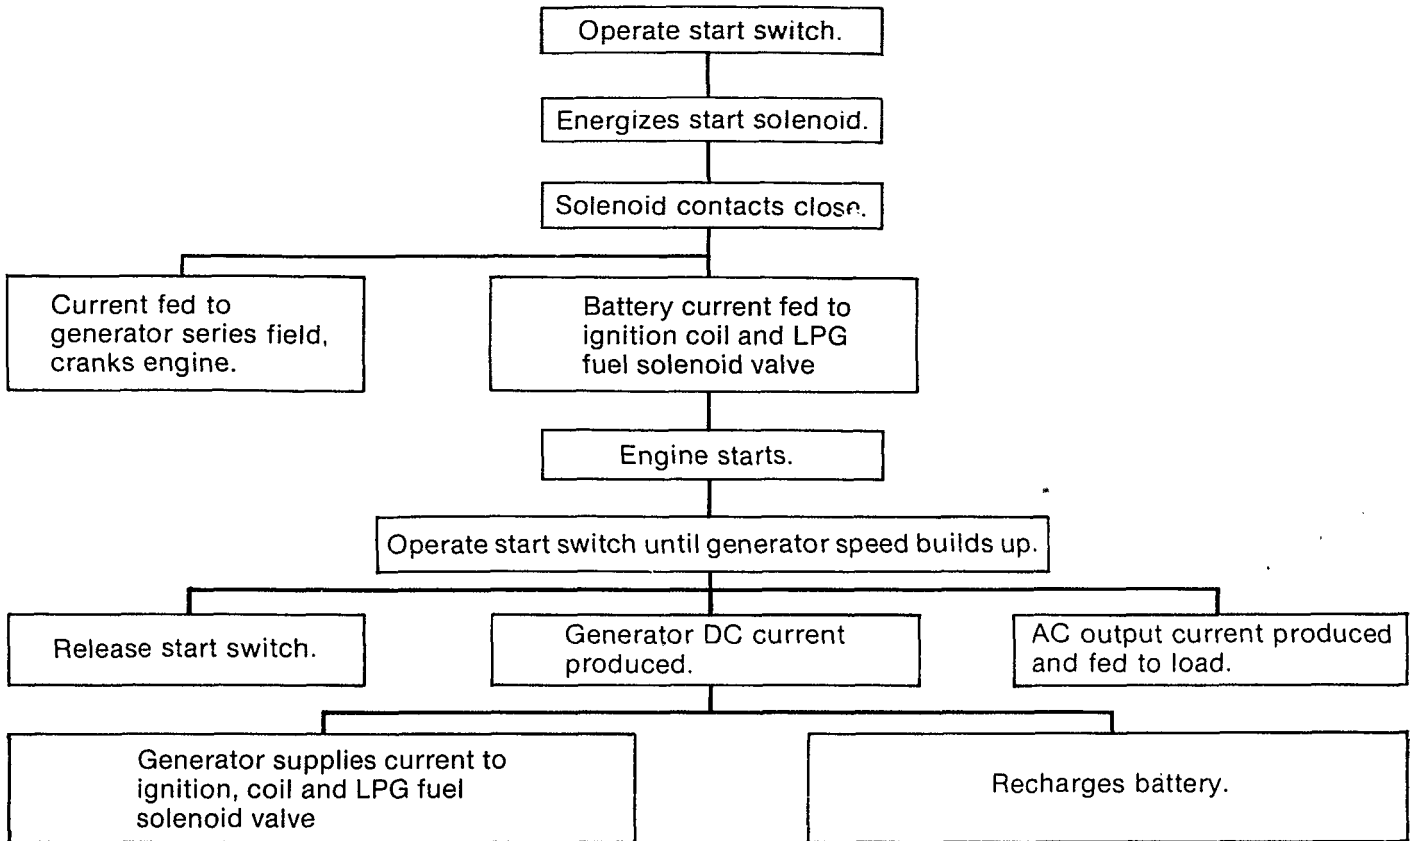 Operate start switch.
Energizes start solenoid.
Solenoid contacts close.
Current fed to
generator series field,
cranks engine.
Battery current fed to
ignition coil and LPG
fuel solenoid valve
Engine starts.
Operate start switch until generator speed builds up.
Release start switch.
Generator DC current
produced.
AC output current produced
and fed to load.
Generator supplies current to
ignition, coil and LPG fuel
solenoid valve
Recharges battery.